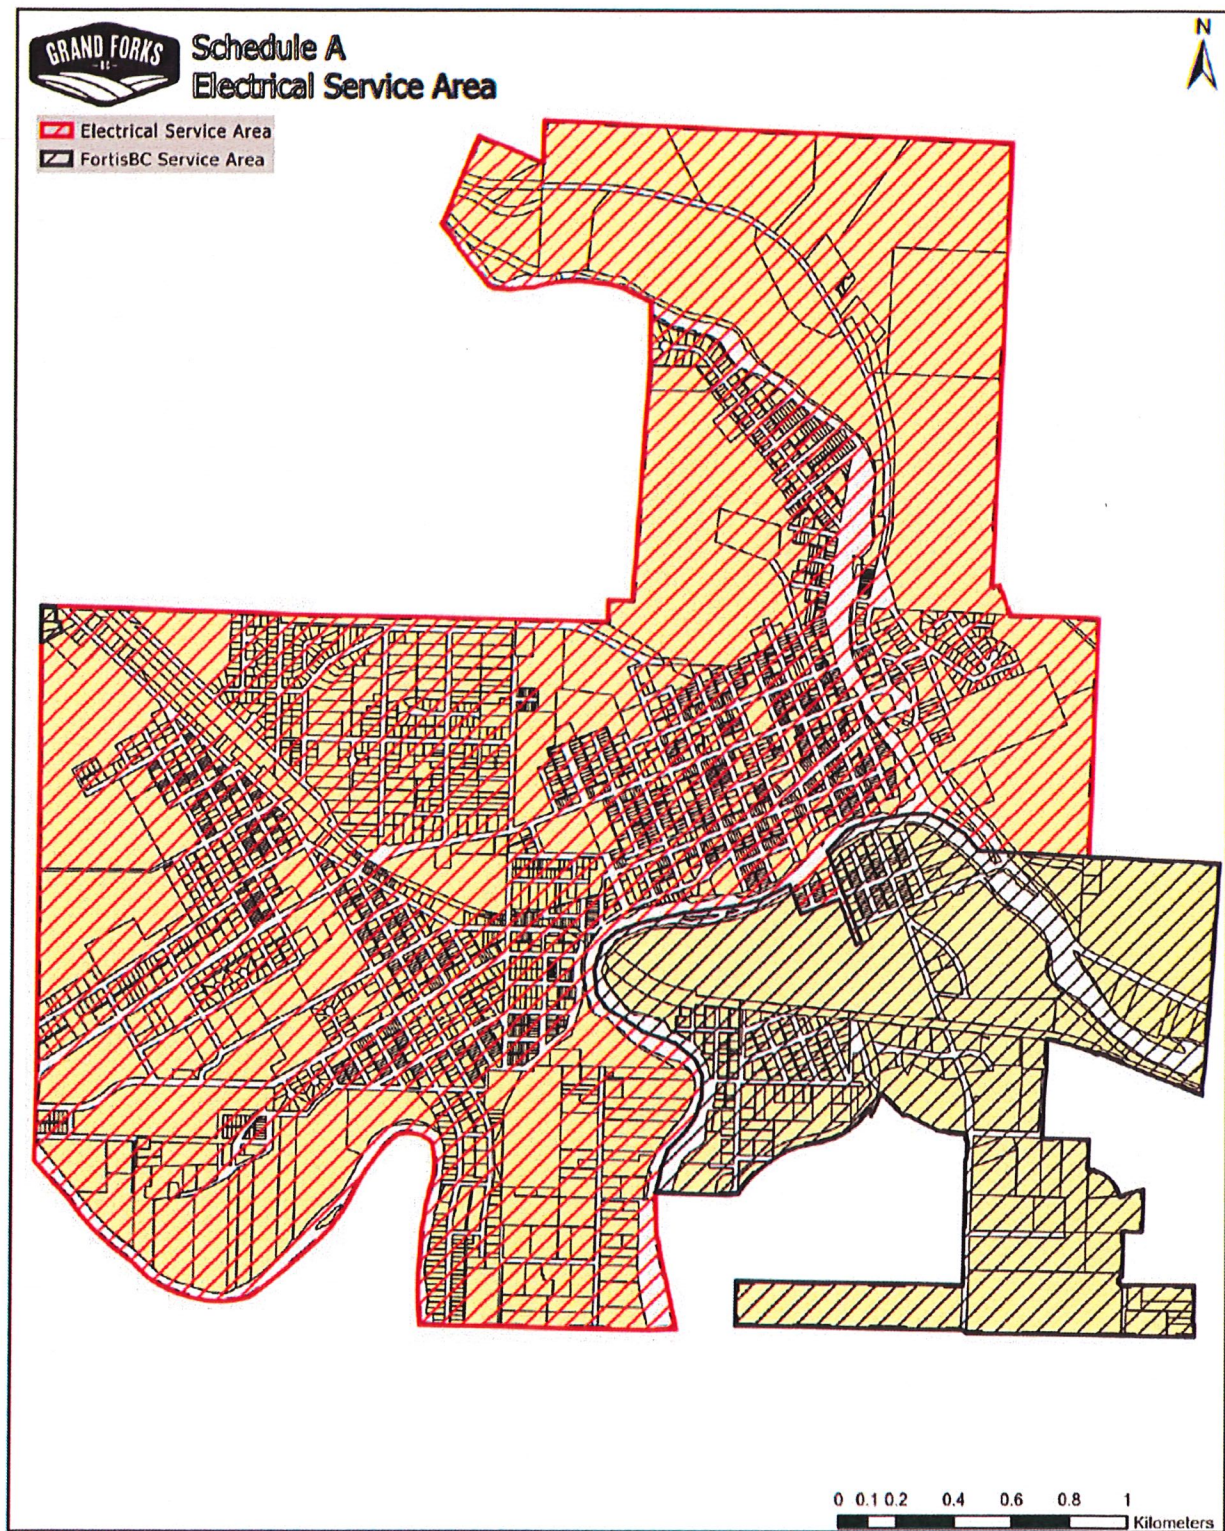 GRAND FORKS
BC
Schedule A
Electrical Service Area
N
Electrical Service Area
FortisBC Service Area
0 0.1 0.2 0.4 0.6 0.8 1
Kilometers